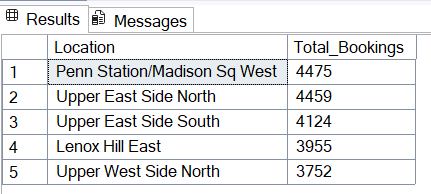 Results Messages
Location Total_Bookings
1 Penn Station/Madison Sq West 4475
2 Upper East Side North 4459
3 Upper East Side South 4124
4 Lenox Hill East 3955
5 Upper West Side North 3752